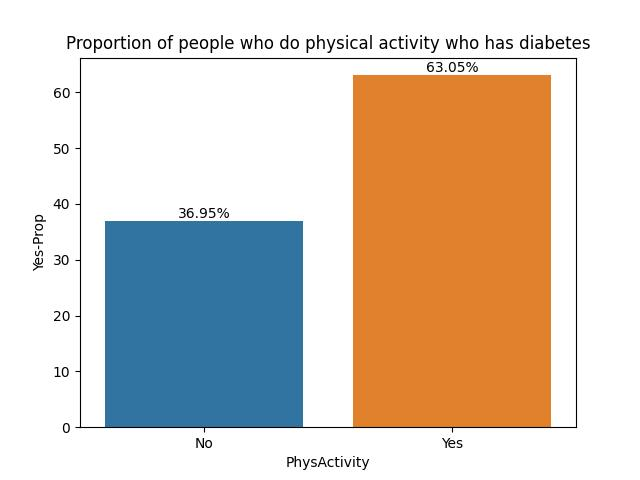 Proportion of people who do physical activity who has diabetes
63.05%
60
50
40
36.95%
30
20
10
0
Yes-Prop
No Yes
PhysActivity